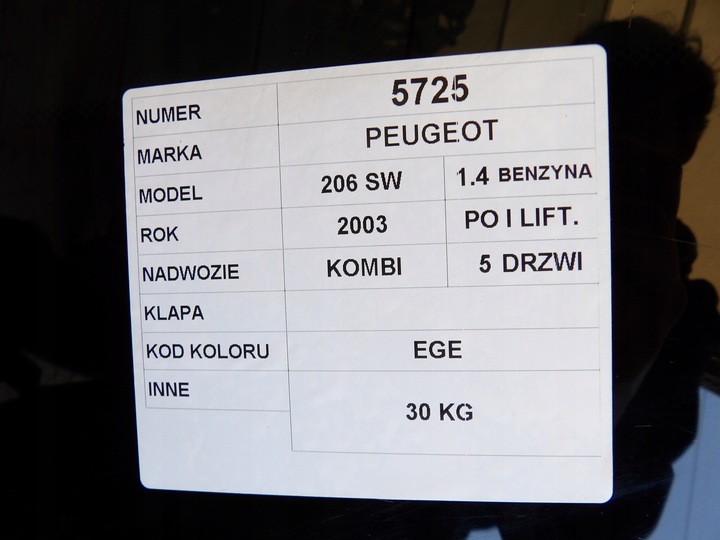 NUMER 5725
MARKA PEUGEOT
MODEL 206 SW 1.4 BENZYNA
ROK 2003 PO I LIFT.
NADWOZIE KOMBI 5 DRZWI
KLAPA
KOD KOLORU EGE
INNE 30 KG